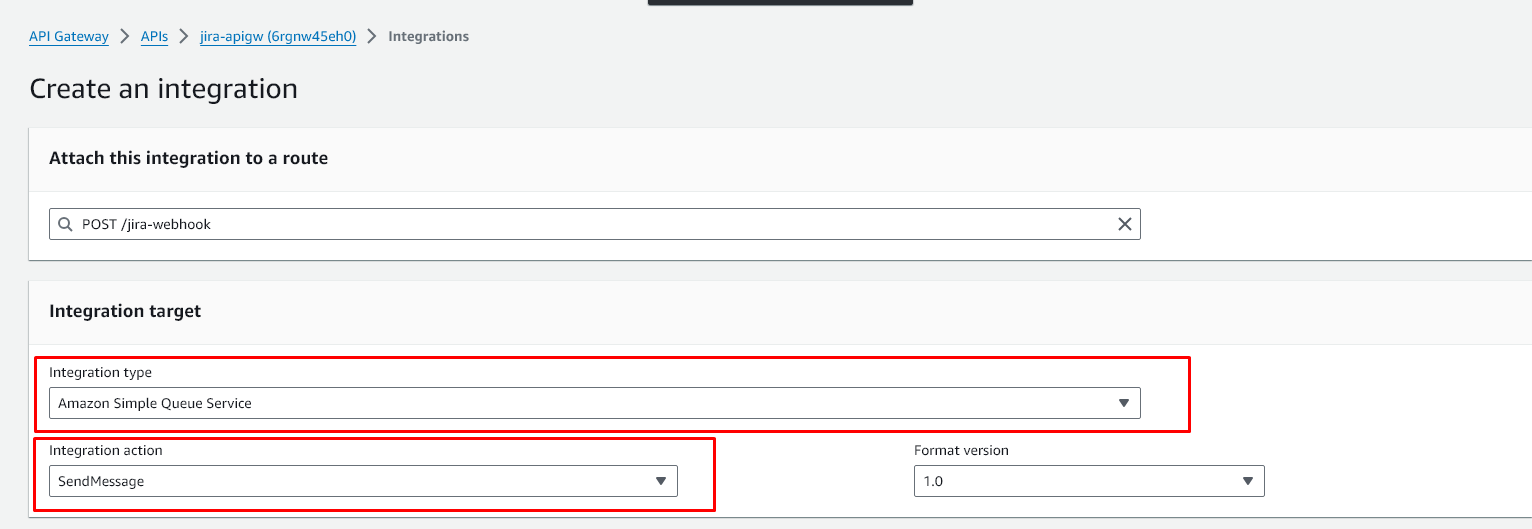 API Gateway > APIs > jira-apigw (6rgnw45eh0) > Integrations
Create an integration
Attach this integration to a route
POST /jira-webhook
Integration target
Integration type
Amazon Simple Queue Service
Integration action Format version
SendMessage 1.0